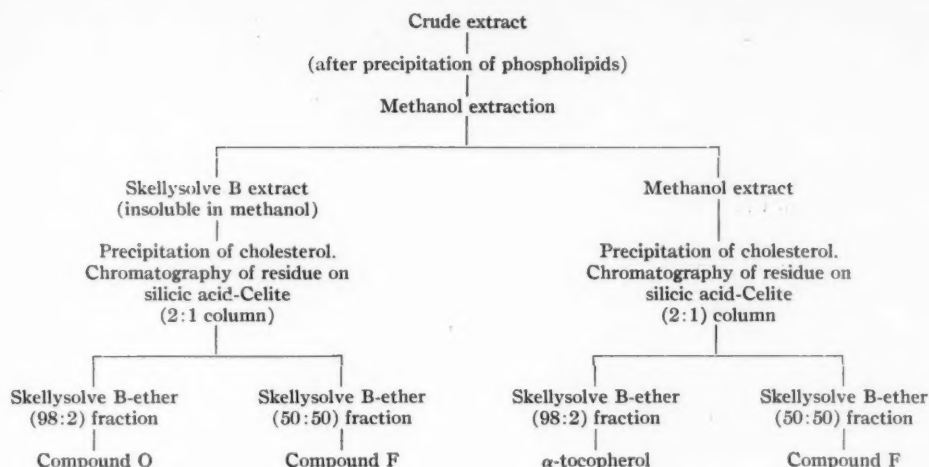 Crude extract
(after precipitation of phospholipids)
Methanol extraction
Skellysolve B extract
(insoluble in methanol)
Precipitation of cholesterol.
Chromatography of residue on
silicic acid-Celite
(2:1 column)
Skellysolve B-ether
(98:2) fraction
Compound O
Skellysolve B-ether
(50:50) fraction
Compound F
Methanol extract
Precipitation of cholesterol.
Chromatography of residue on
silicic acid-Celite
(2:1) column
Skellysolve B-ether
(98:2) fraction
α-tocopherol
Skellysolve B-ether
(50:50) fraction
Compound F